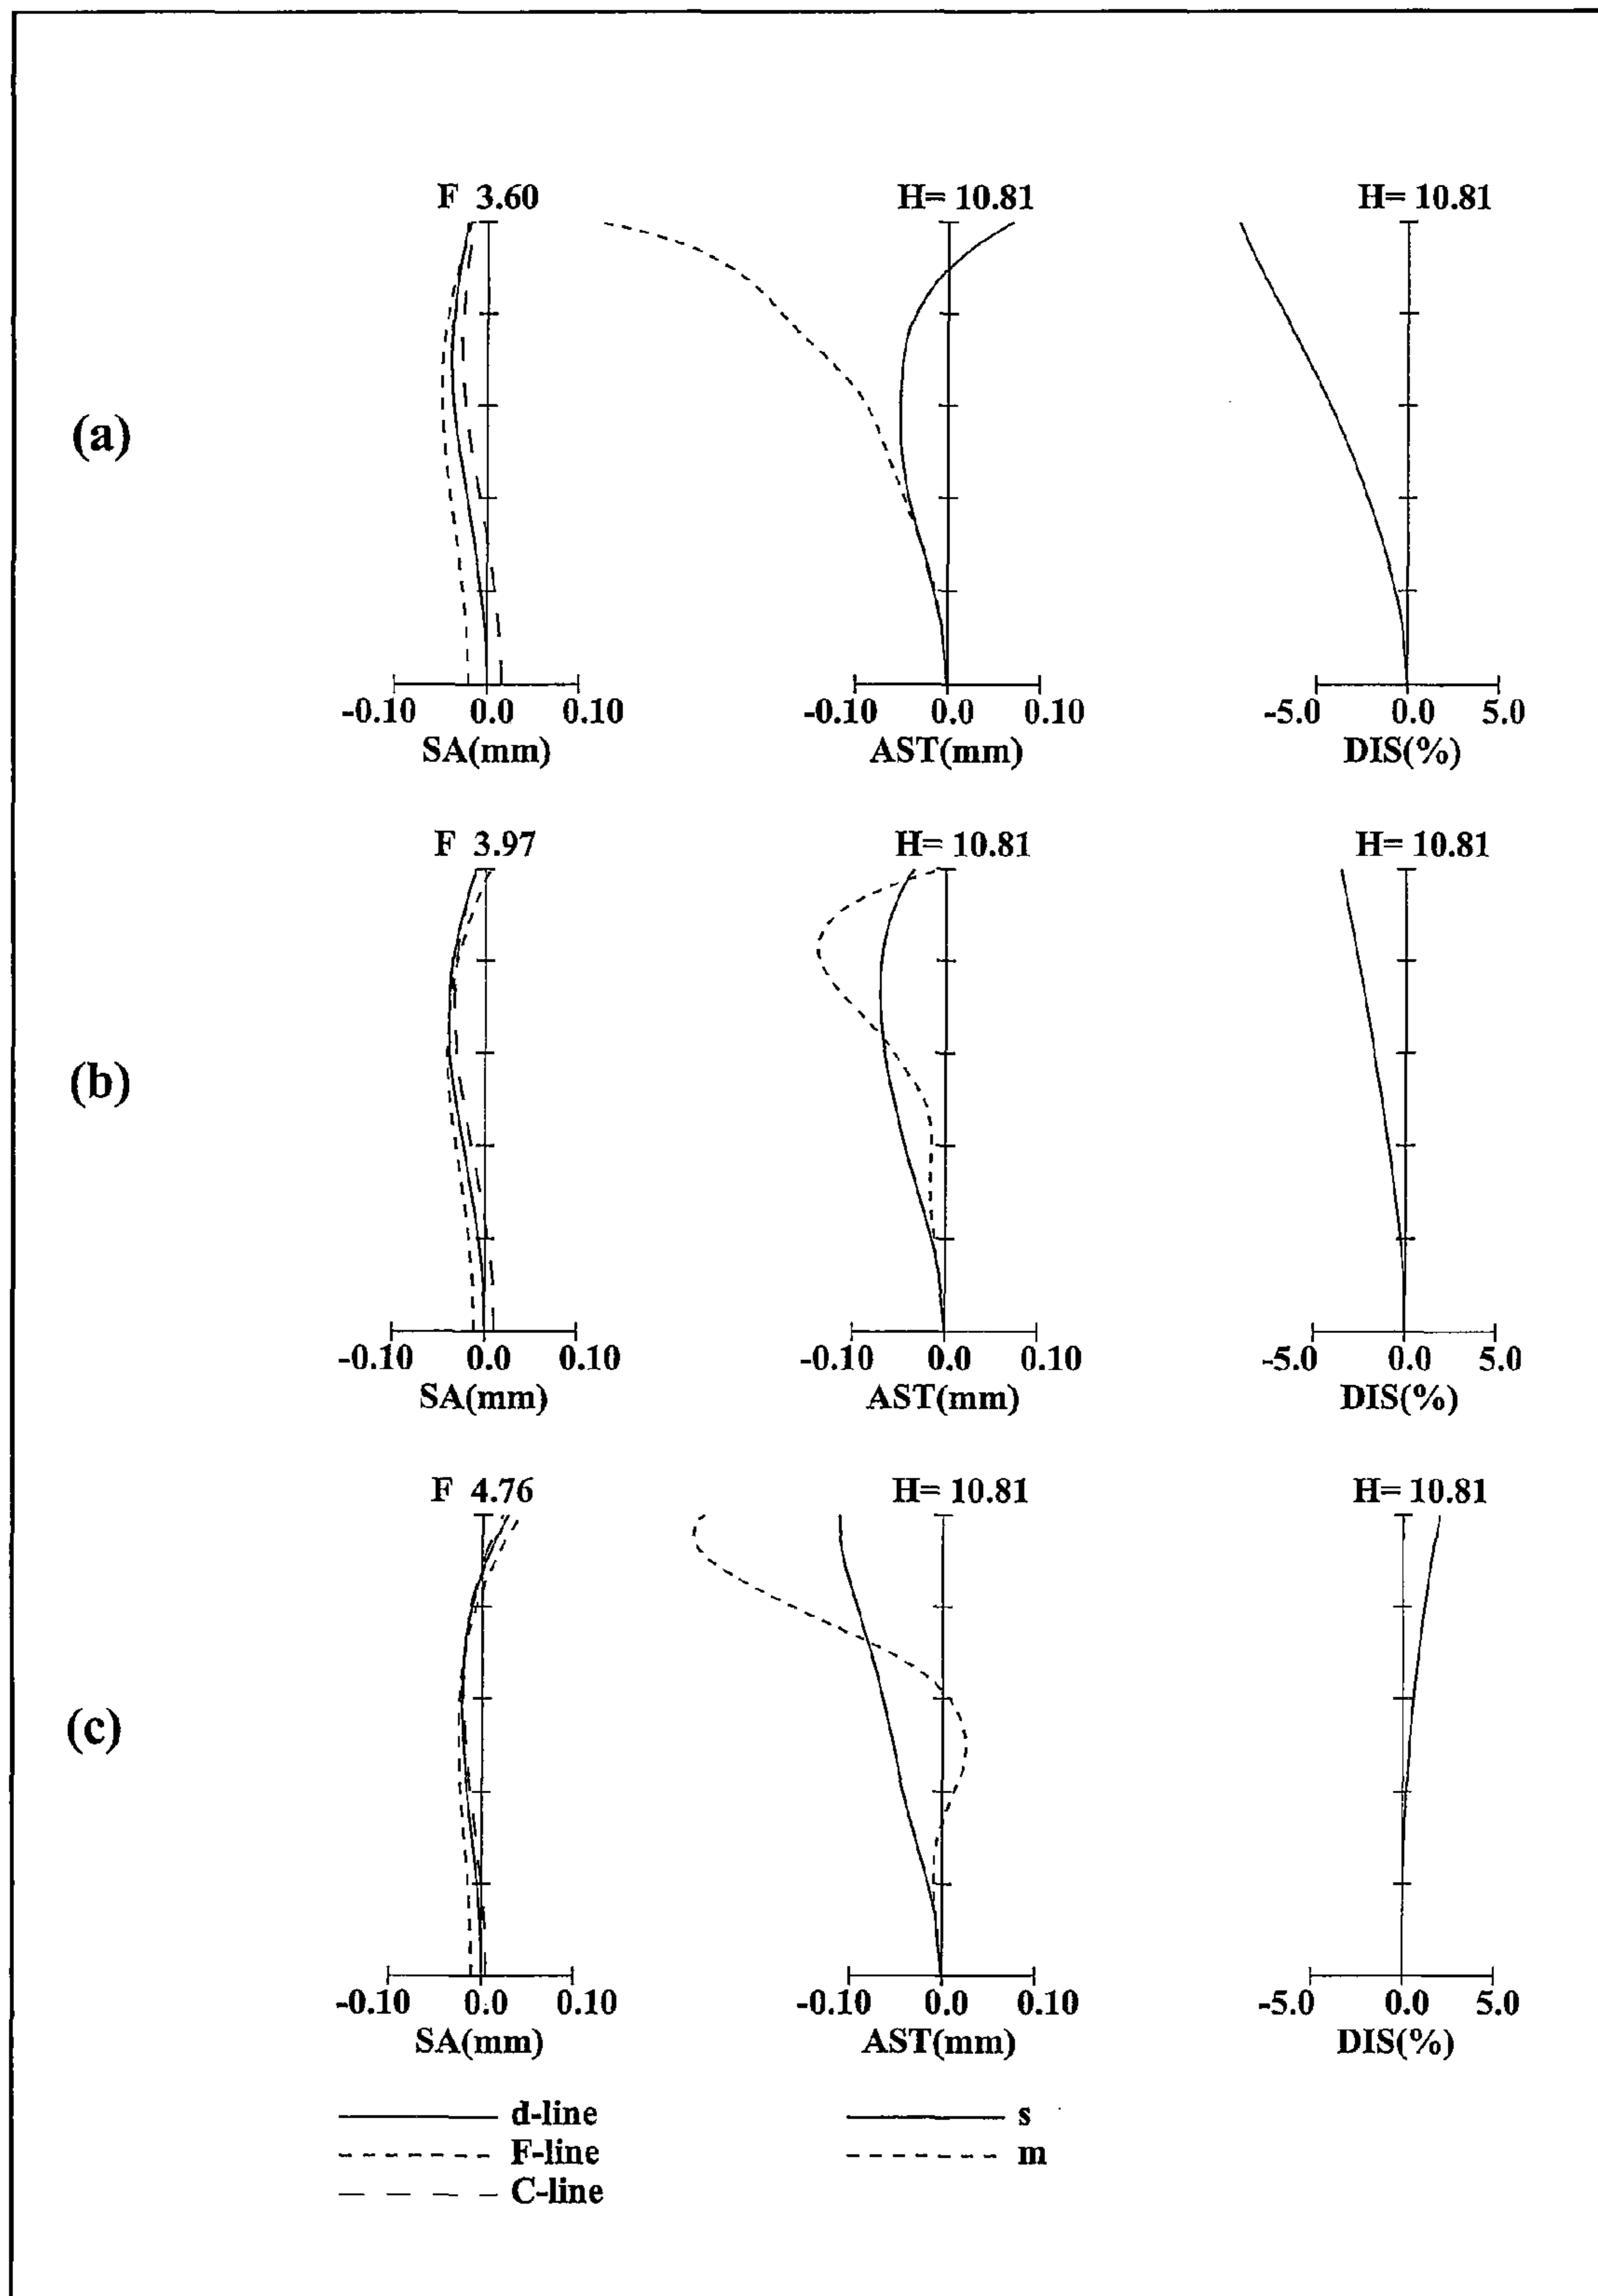 F 3.60 H= 10.81 H= 10.81
(a)
-0.10 0.0 0.10 -0.10 0.0 0.10 -5.0 0.0 5.0
SA(mm) AST(mm) DIS(%)
F 3.97 H= 10.81 H= 10.81
(b)
-0.10 0.0 0.10 -0.10 0.0 0.10 -5.0 0.0 5.0
SA(mm) AST(mm) DIS(%)
F 4.76 H= 10.81 H= 10.81
(c)
-0.10 0.0 0.10 -0.10 0.0 0.10 -5.0 0.0 5.0
SA(mm) AST(mm) DIS(%)
d-line s
F-line m
C-line